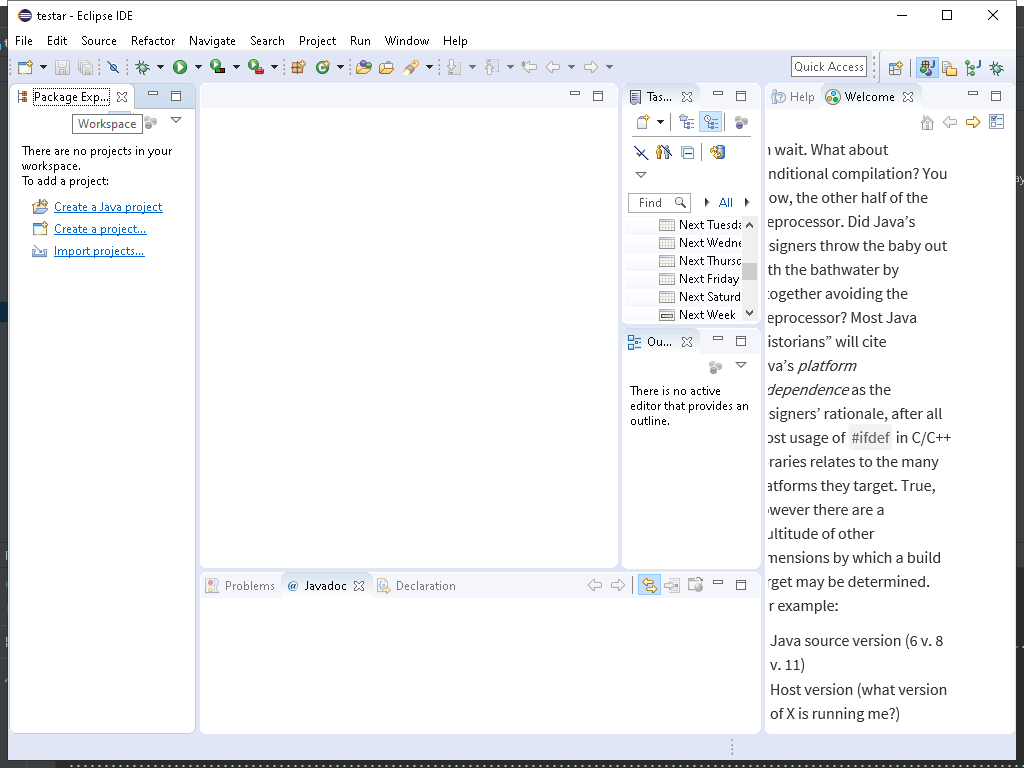 testar - Eclipse IDE
File Edit Source Refactor Navigate Search Project Run Window Help
Quick Access
Package Exp...
Workspace
There are no projects in your
workspace.
To add a project:
Create a Java project
Create a project...
Import projects...
Tas...
Find All
Next Tuesda
Next Wedne
Next Thursd
Next Friday
Next Saturd
Next Week
Ou...
There is no active
editor that provides an
outline.
Problems @ Javadoc Declaration
Help Welcome
wait. What about
nditional compilation? You
ow, the other half of the
eprocessor. Did Java's
signers throw the baby out
th the bathwater by
together avoiding the
eprocessor? Most Java
istorians” will cite
va's platform
dependence as the
signers' rationale, after all
ost usage of #ifdef in C/C++
raries relates to the many
atforms they target. True,
owever there are a
ultitude of other
mensions by which a build
rget may be determined.
r example:
Java source version (6 v. 8
v. 11)
Host version (what version
of X is running me?)